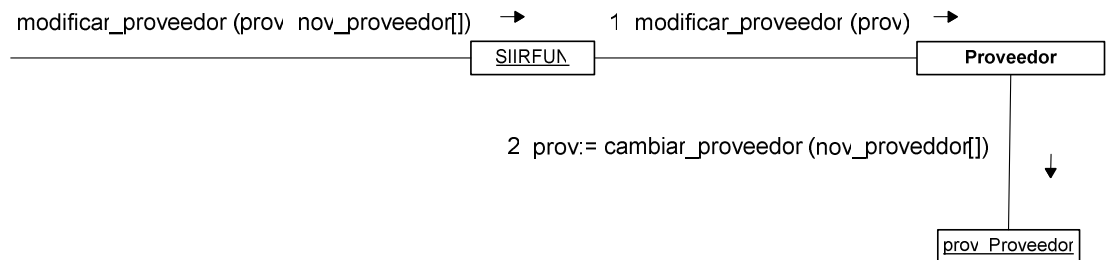 modificar_proveedor (prov nov_proveedor[])
1 modificar_proveedor (prov)
SIIRFUN
Proveedor
2 prov:= cambiar_proveedor (nov_proveddor[])
prov Proveedor